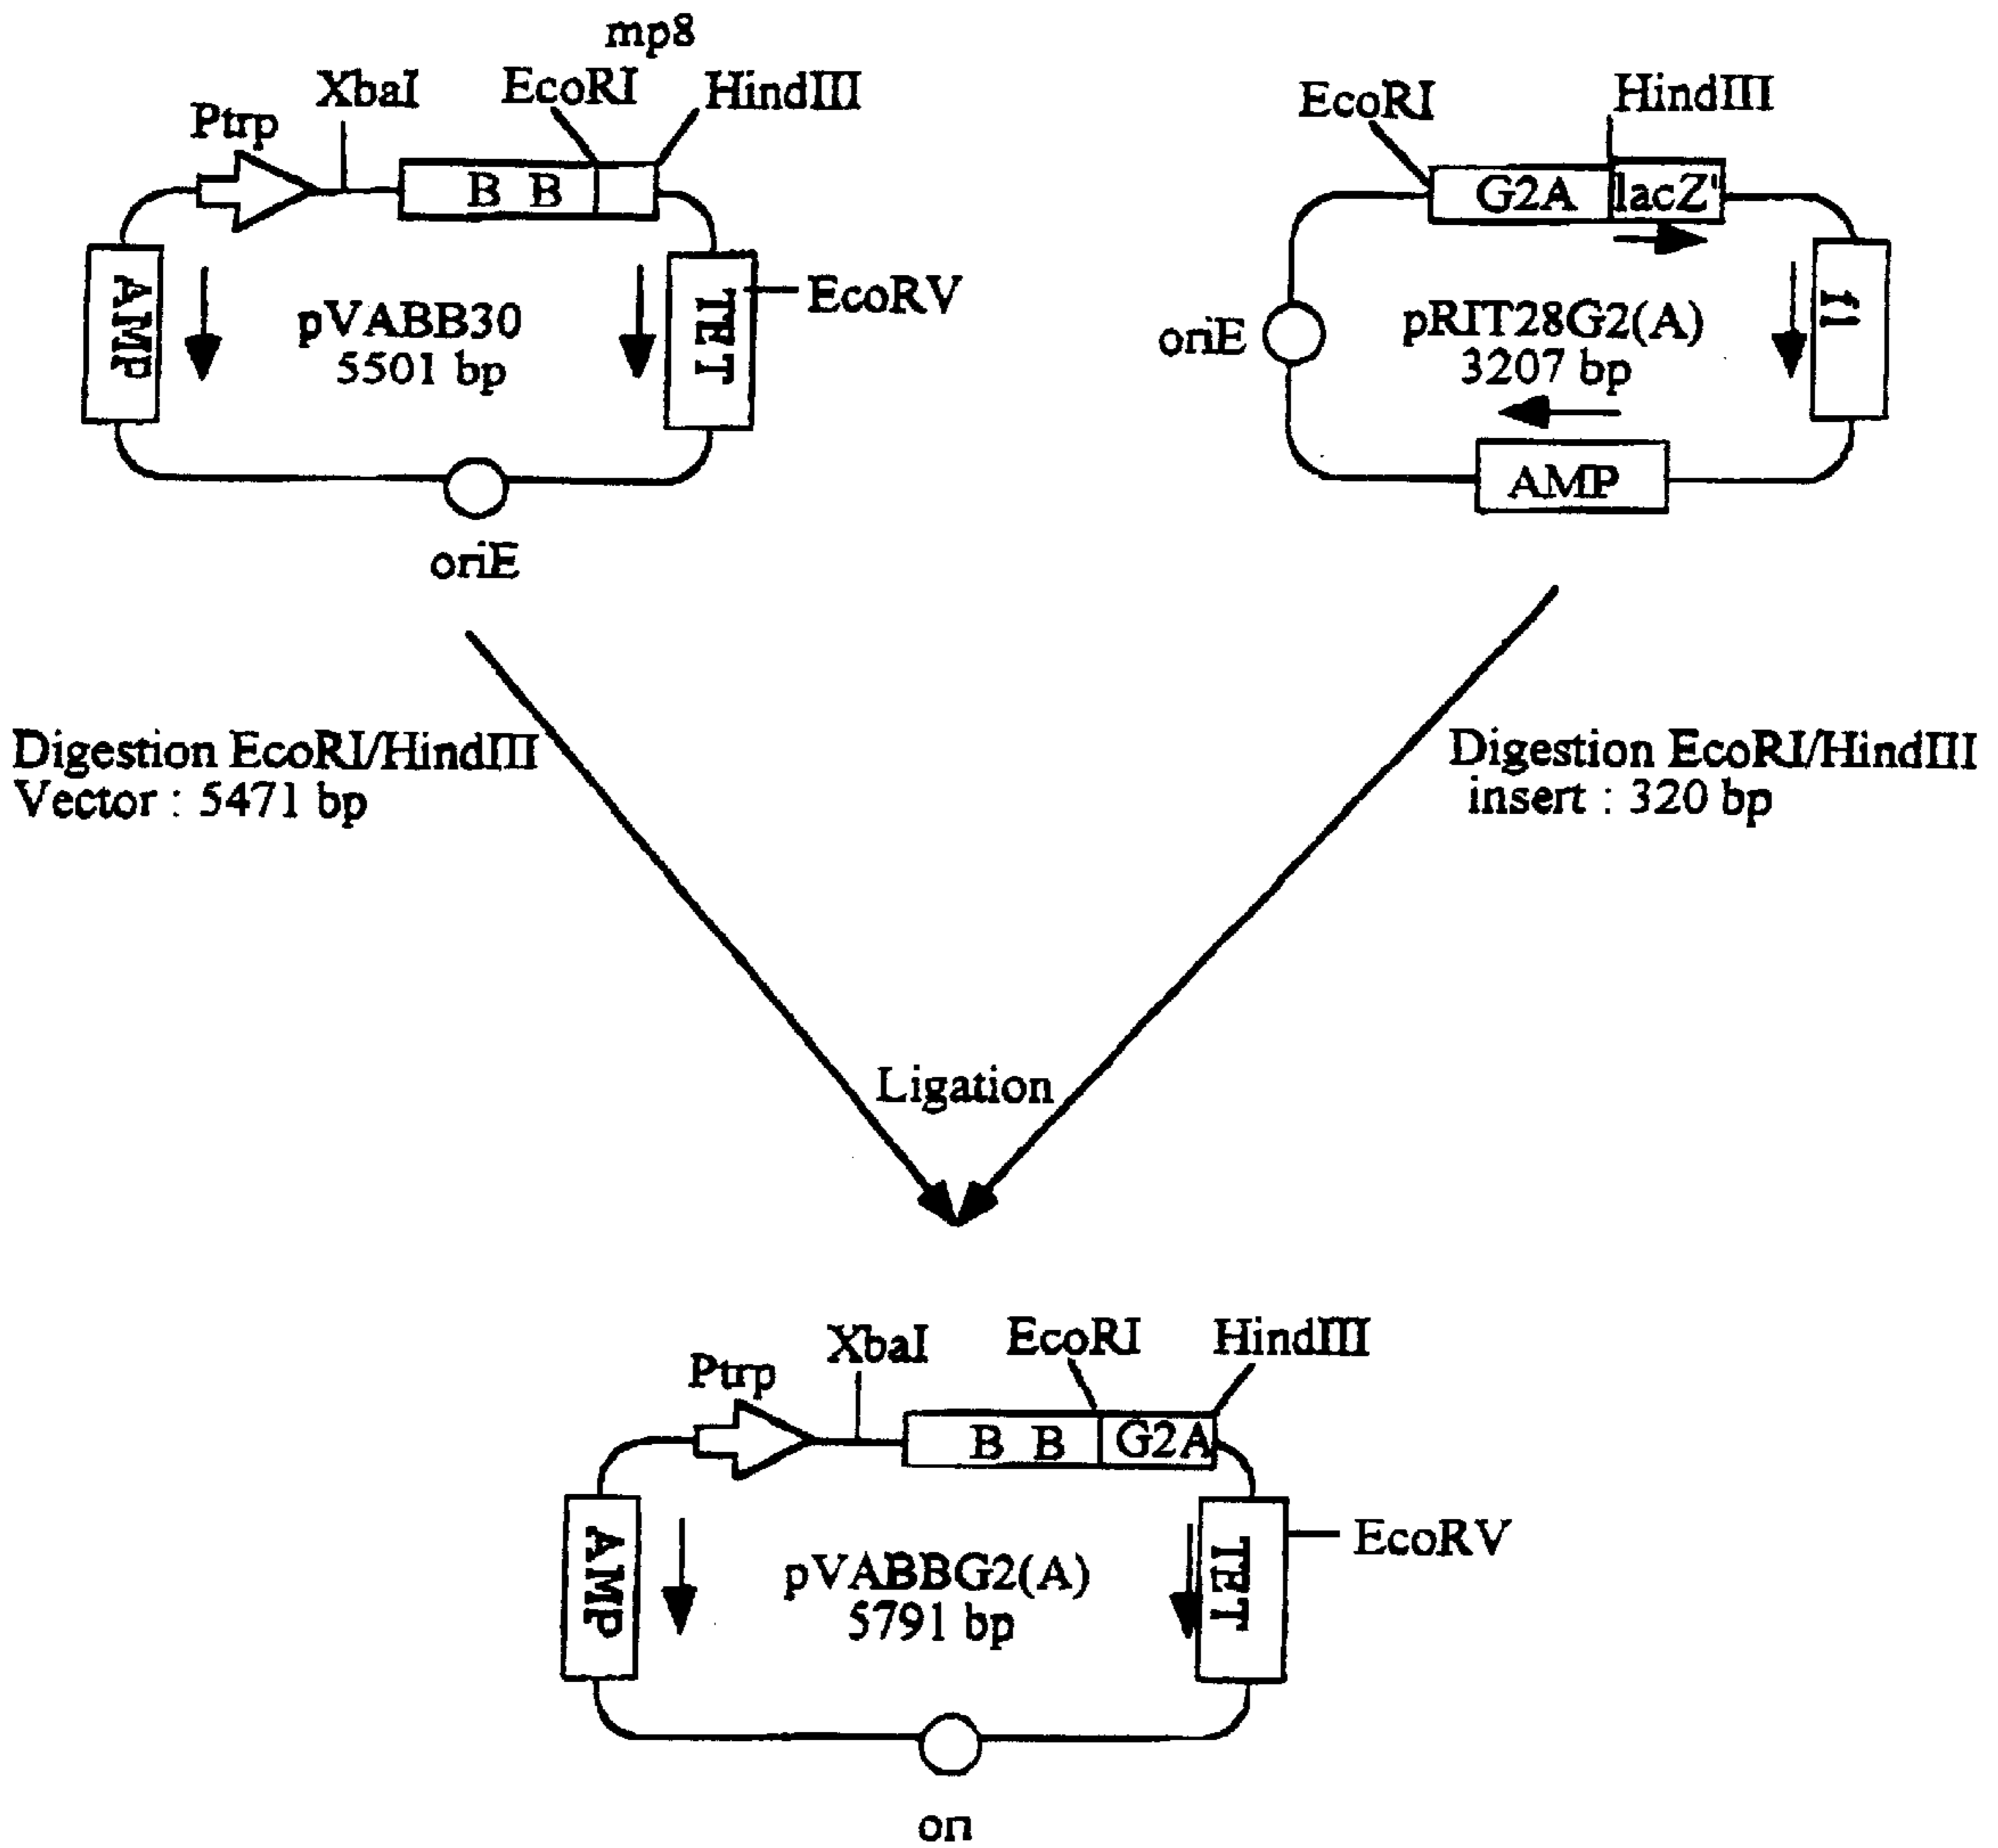 mp8
Ptrp
XbaI
EcoRI
HindIII
B B
AMP
pVABB30
5501 bp
TET
EcoRV
oriE
EcoRI
HindIII
G2A
lacZ'
oriE
pRIT28G2(A)
3207 bp
f1
AMP
Digestion EcoRI/HindIII
Vector : 5471 bp
Digestion EcoRI/HindIII
insert : 320 bp
Ligation
Ptrp
XbaI
EcoRI
HindIII
B B
G2A
AMP
pVABBG2(A)
5791 bp
TET
EcoRV
ori